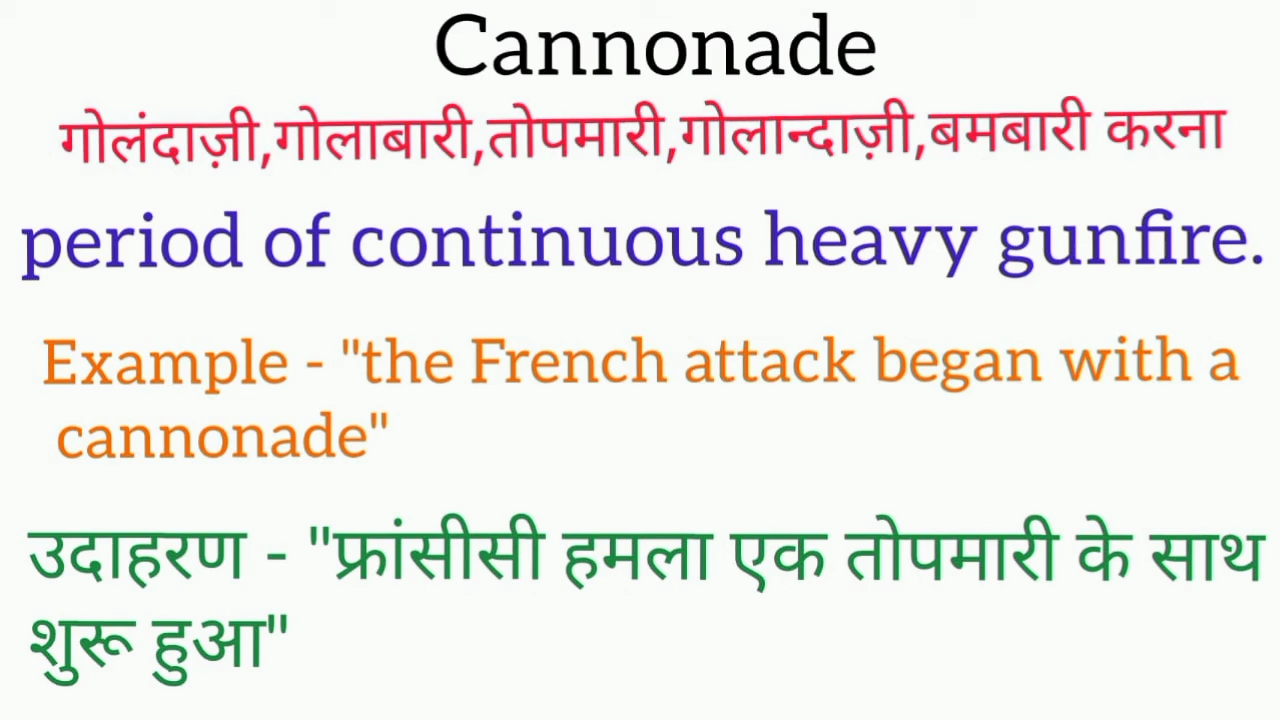 Cannonade
गोलंदाज़ी,गोलाबारी,तोपमारी,गोलान्दाज़ी,बमबारी करना
period of continuous heavy gunfire.
Example - "the French attack began with a
cannonade"
उदाहरण - "फ्रांसीसी हमला एक तोपमारी के साथ
शुरू हुआ"